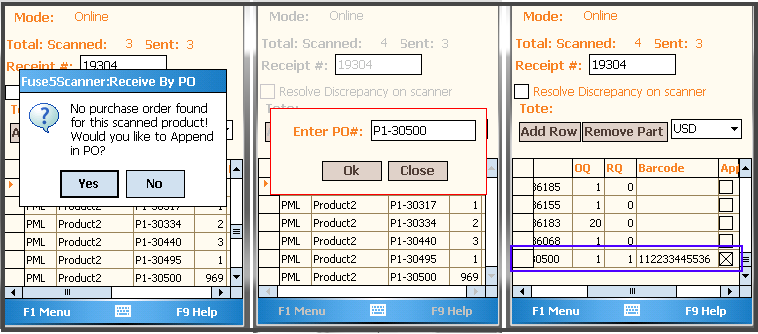 Mode: Online
Total: Scanned: 3 Sent: 3
Receipt #: 19304
Fuse5Scanner:Receive By PO
No purchase order found
for this scanned product!
Would you like to Append
in PO?
Yes No
PML Product2 P1-30317 1
PML Product2 P1-30334 2
PML Product2 P1-30440 3
PML Product2 P1-30495 1
PML Product2 P1-30500 969
F1 Menu F9 Help
Mode: Online
Total: Scanned: 4 Sent: 3
Receipt #: 19304
Resolve Discrepancy on scanner
Tote:
Enter PO#: P1-30500
Ok Close
PML Product2 P1-30317 1
PML Product2 P1-30334 2
PML Product2 P1-30440 3
PML Product2 P1-30495 1
PML Product2 P1-30500 969
F1 Menu F9 Help
Mode: Online
Total: Scanned: 4 Sent: 3
Receipt #: 19304
Resolve Discrepancy on scanner
Tote:
Add Row Remove Part USD
OQ RQ Barcode App
36185 1 0
36155 1 0
36183 20 0
36068 1 0
30500 1 1 112233445536
F1 Menu F9 Help